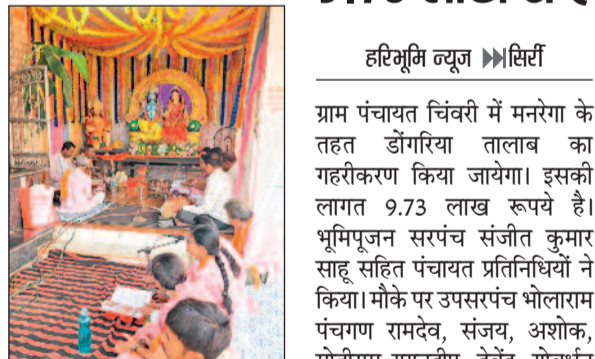 हरिभूमि न्यूज ▶▶ सिर्री
ग्राम पंचायत चिंवरी में मनरेगा के
तहत डोंगरिया तालाब का
गहरीकरण किया जायेगा। इसकी
लागत 9.73 लाख रूपये है।
भूमिपूजन सरपंच संजीत कुमार
साहू सहित पंचायत प्रतिनिधियों ने
किया। मौके पर उपसरपंच भोलाराम
पंचगण रामदेव, संजय, अशोक,